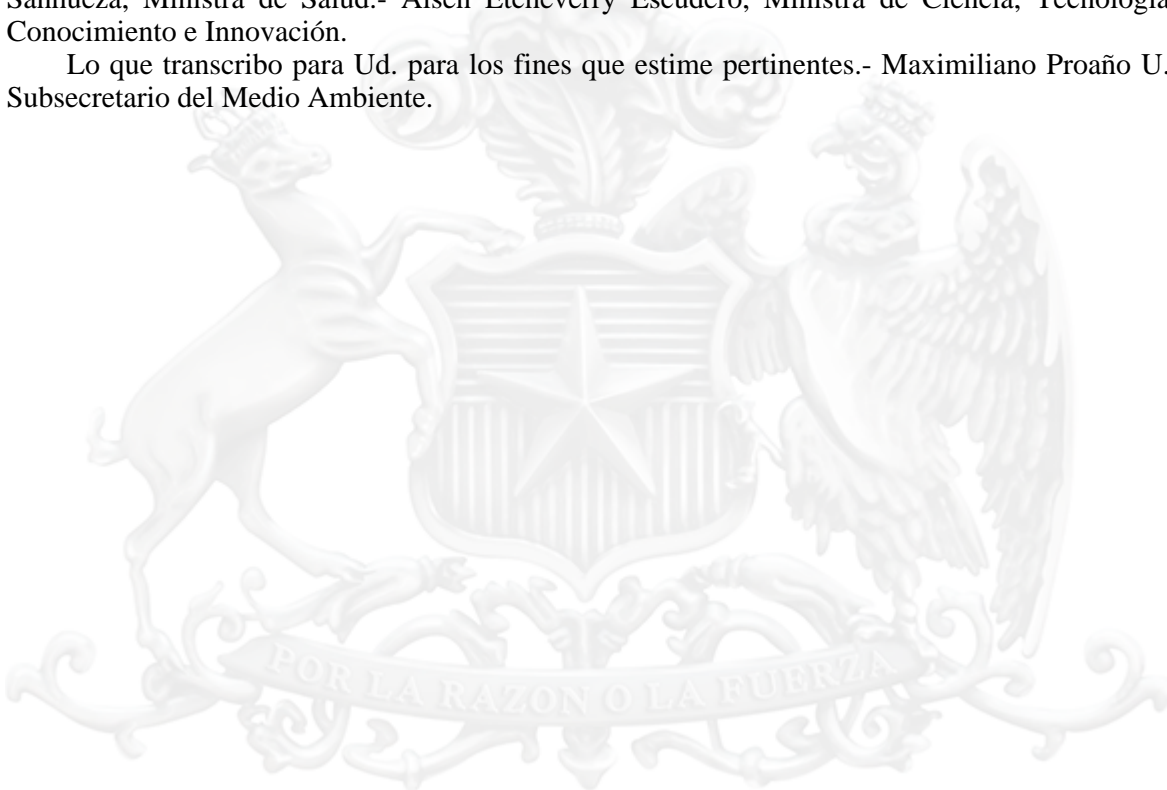 Sanhueza, Ministra de Salud.- Aisén Etcheverry Escudero, Ministra de Ciencia, Tecnología
Conocimiento e Innovación.
Lo que transcribo para Ud. para los fines que estime pertinentes.- Maximiliano Proaño U.
Subsecretario del Medio Ambiente.
POR LA RAZON O LA FUERZA